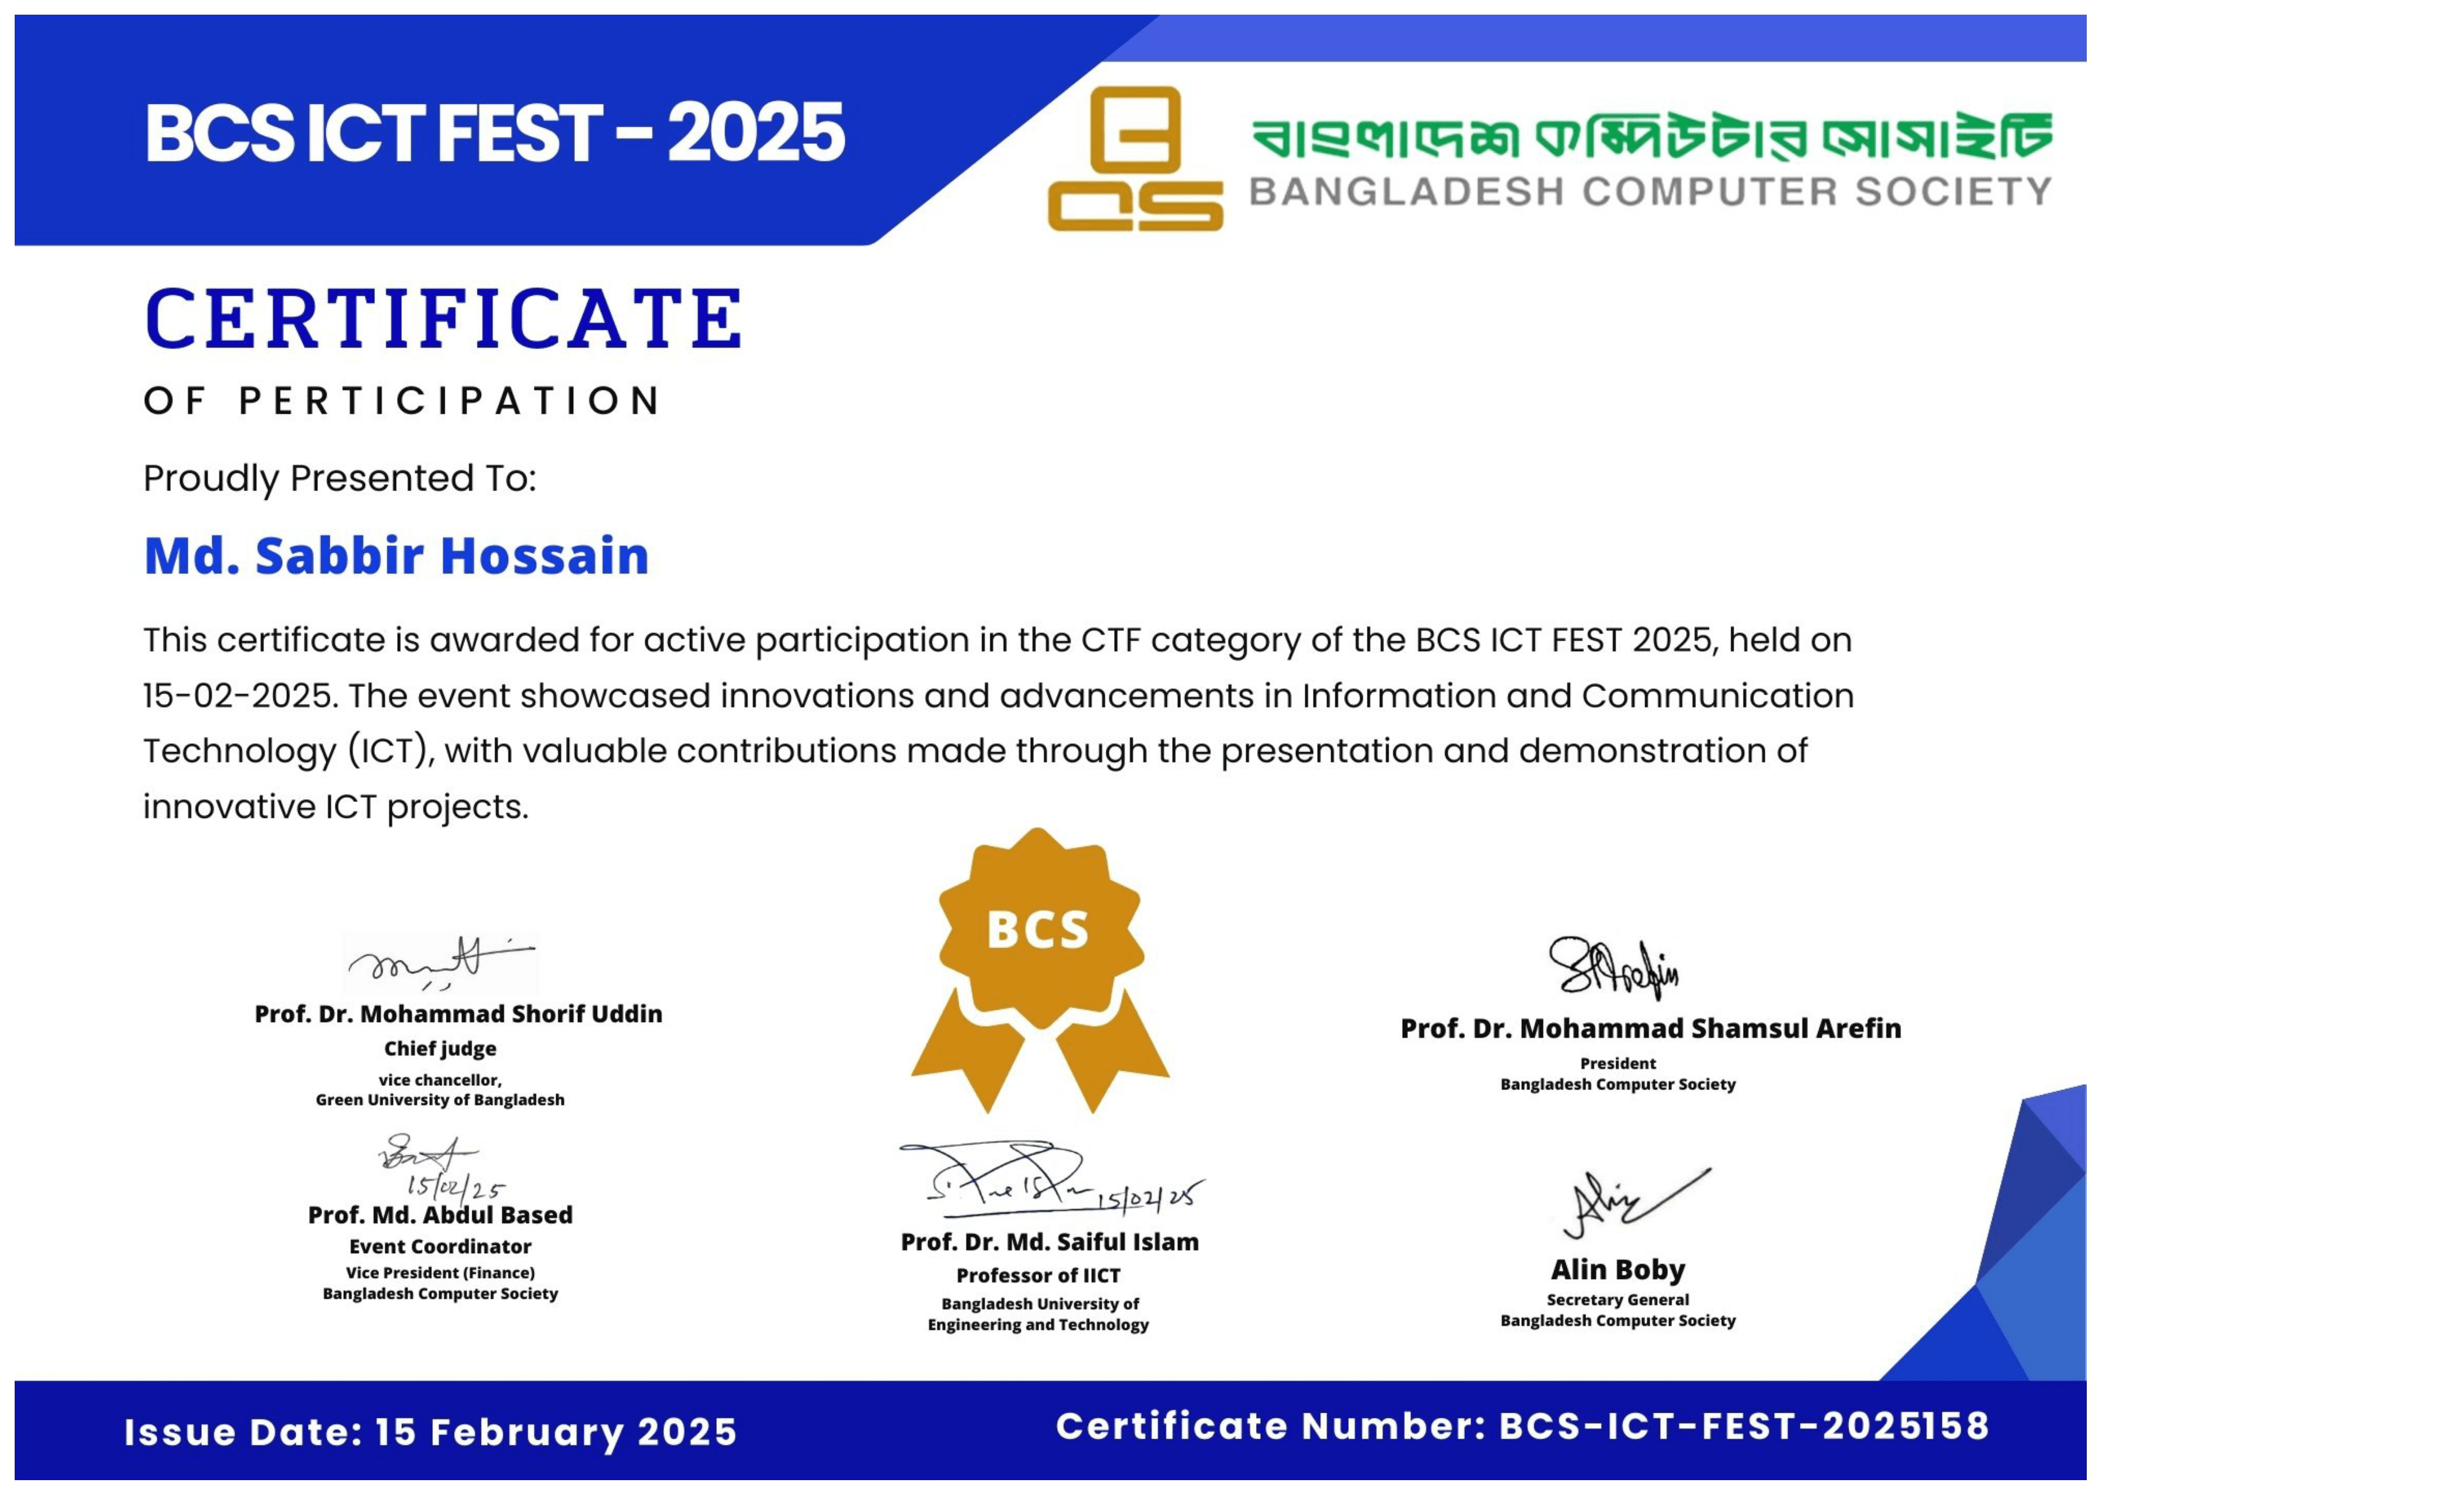 BCS ICT FEST - 2025
BCS
বাংলাদেশ কম্পিউটার সোসাইটি
BANGLADESH COMPUTER SOCIETY
CERTIFICATE
OF PERTICIPATION
Proudly Presented To:
Md. Sabbir Hossain
This certificate is awarded for active participation in the CTF category of the BCS ICT FEST 2025, held on
15-02-2025. The event showcased innovations and advancements in Information and Communication
Technology (ICT), with valuable contributions made through the presentation and demonstration of
innovative ICT projects.
BCS
Prof. Dr. Mohammad Shorif Uddin
Chief judge
vice chancellor,
Green University of Bangladesh
SArefin
Prof. Dr. Mohammad Shamsul Arefin
President
Bangladesh Computer Society
15/02/25
Prof. Md. Abdul Based
Event Coordinator
Vice President (Finance)
Bangladesh Computer Society
15/02/25
Prof. Dr. Md. Saiful Islam
Professor of IICT
Bangladesh University of
Engineering and Technology
Alin
Alin Boby
Secretary General
Bangladesh Computer Society
Issue Date: 15 February 2025
Certificate Number: BCS-ICT-FEST-2025158